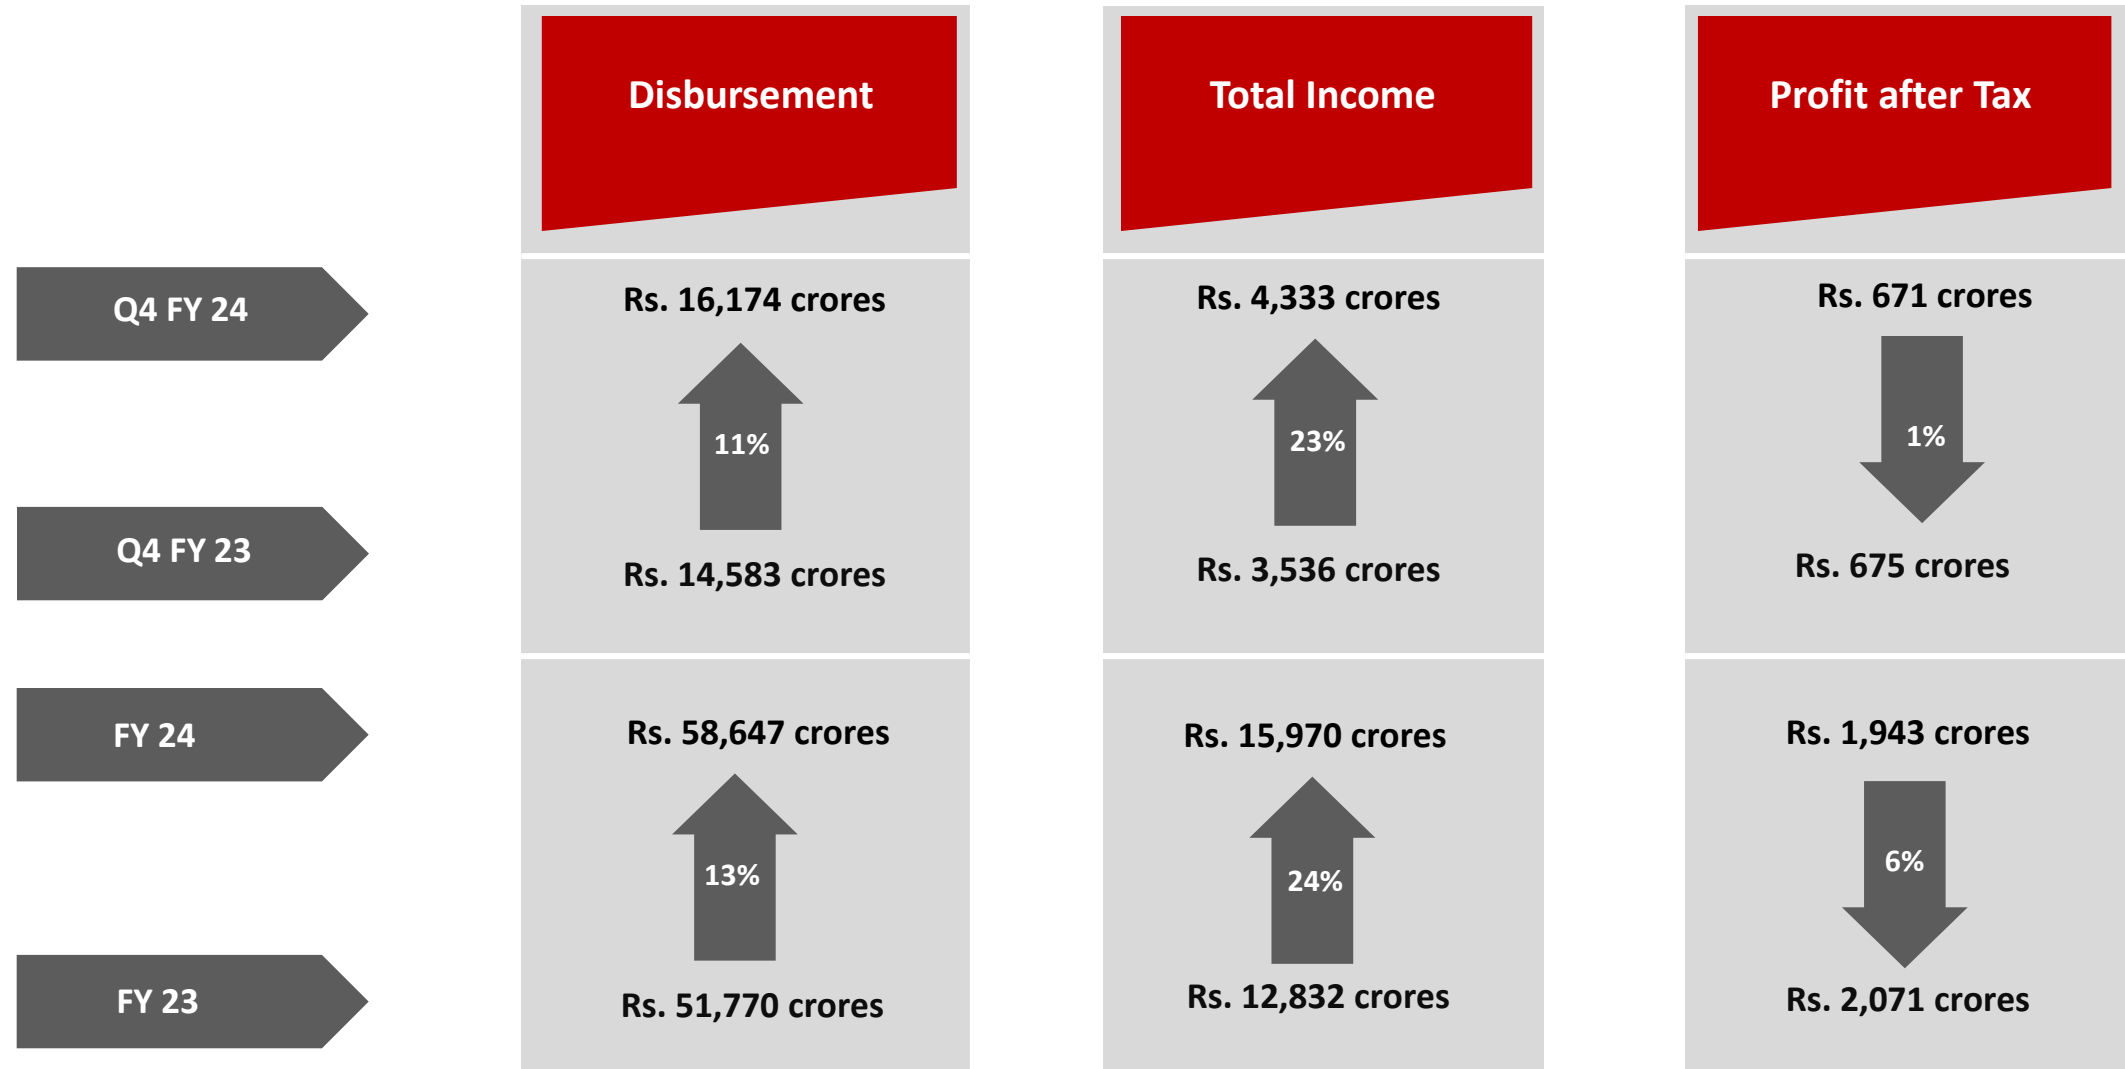 Disbursement
Total Income
Profit after Tax
Q4 FY 24
Rs. 16,174 crores
Rs. 4,333 crores
Rs. 671 crores
11%
23%
1%
Q4 FY 23
Rs. 14,583 crores
Rs. 3,536 crores
Rs. 675 crores
FY 24
Rs. 58,647 crores
Rs. 15,970 crores
Rs. 1,943 crores
13%
24%
6%
FY 23
Rs. 51,770 crores
Rs. 12,832 crores
Rs. 2,071 crores